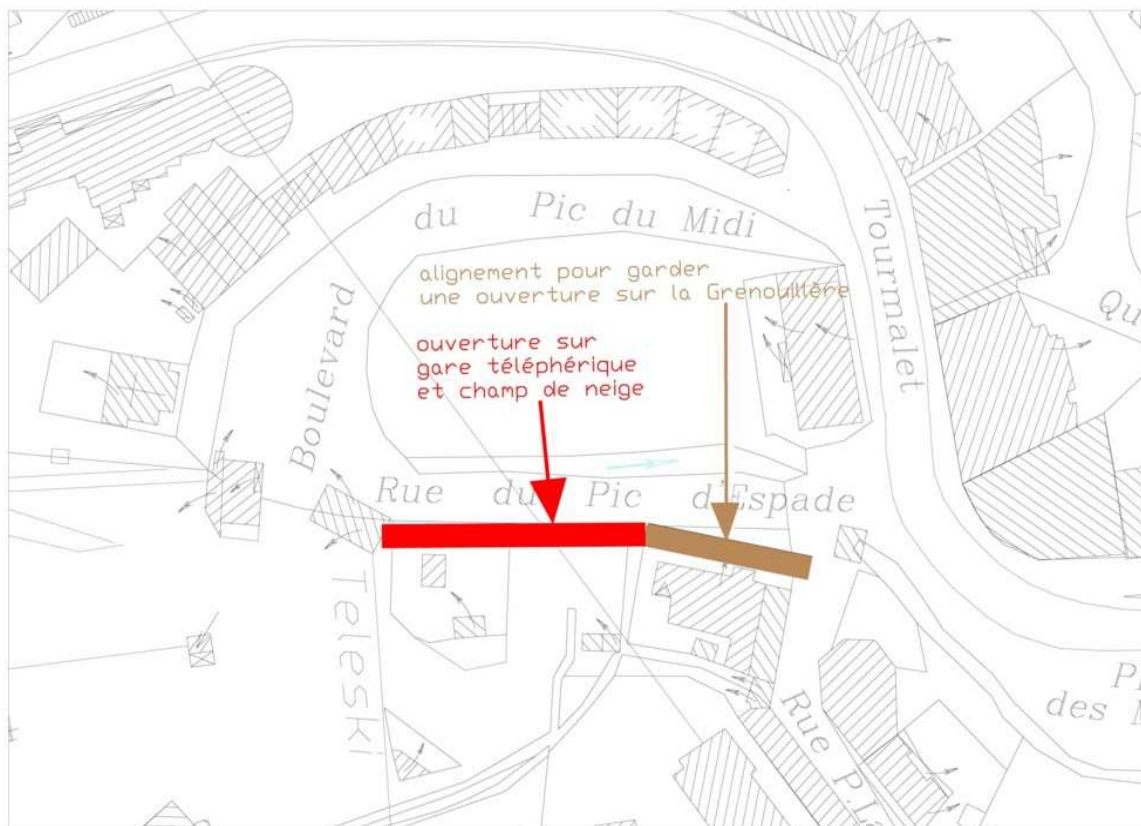 du Pic du Midi
alignement pour garder
une ouverture sur la Grenouillère
Boulevard
Tourmalet
ouverture sur
gare téléphérique
et champ de neige
Rue du Pic d'Espade
Teleski
Rue P.
des